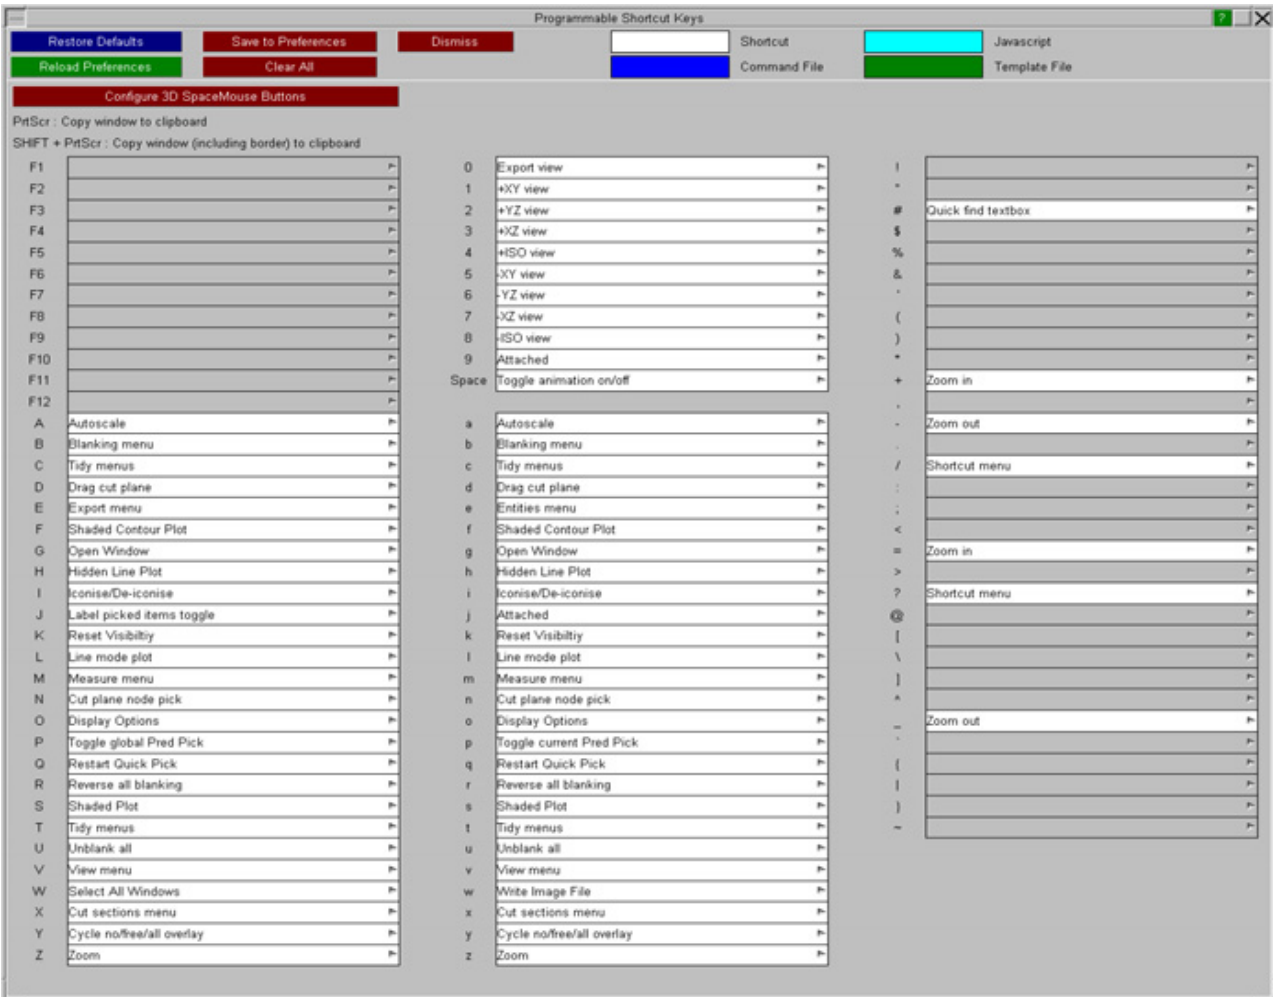 Programmable Shortcut Keys ?
Restore Defaults Save to Preferences Dismiss Shortcut Javascript
Reload Preferences Clear All Command File Template File
Configure 3D SpaceMouse Buttons
PrtScr : Copy window to clipboard
SHIFT + PrtScr : Copy window (including border) to clipboard
F1
F2
F3
F4
F5
F6
F7
F8
F9
F10
F11
F12
A Autoscale
B Blanking menu
C Tidy menus
D Drag cut plane
E Export menu
F Shaded Contour Plot
G Open Window
H Hidden Line Plot
I Iconise/De-iconise
J Label picked items toggle
K Reset Visibiltiy
L Line mode plot
M Measure menu
N Cut plane node pick
O Display Options
P Toggle global Pred Pick
Q Restart Quick Pick
R Reverse all blanking
S Shaded Plot
T Tidy menus
U Unblank all
V View menu
W Select All Windows
X Cut sections menu
Y Cycle no/free/all overlay
Z Zoom
0 Export view
1 +XY view
2 +YZ view
3 +XZ view
4 +ISO view
5 -XY view
6 -YZ view
7 -XZ view
8 -ISO view
9 Attached
Space Toggle animation on/off
a Autoscale
b Blanking menu
c Tidy menus
d Drag cut plane
e Entities menu
f Shaded Contour Plot
g Open Window
h Hidden Line Plot
i Iconise/De-iconise
j Attached
k Reset Visibiltiy
l Line mode plot
m Measure menu
n Cut plane node pick
o Display Options
p Toggle current Pred Pick
q Restart Quick Pick
r Reverse all blanking
s Shaded Plot
t Tidy menus
u Unblank all
v View menu
w Write Image File
x Cut sections menu
y Cycle no/free/all overlay
z Zoom
!
"
# Quick find textbox
$
%
&
'
(
)
*
+ Zoom in
,
- Zoom out
.
/ Shortcut menu
:
;
<
= Zoom in
>
? Shortcut menu
@
[
\
]
^
_ Zoom out
`
{
|
}
~